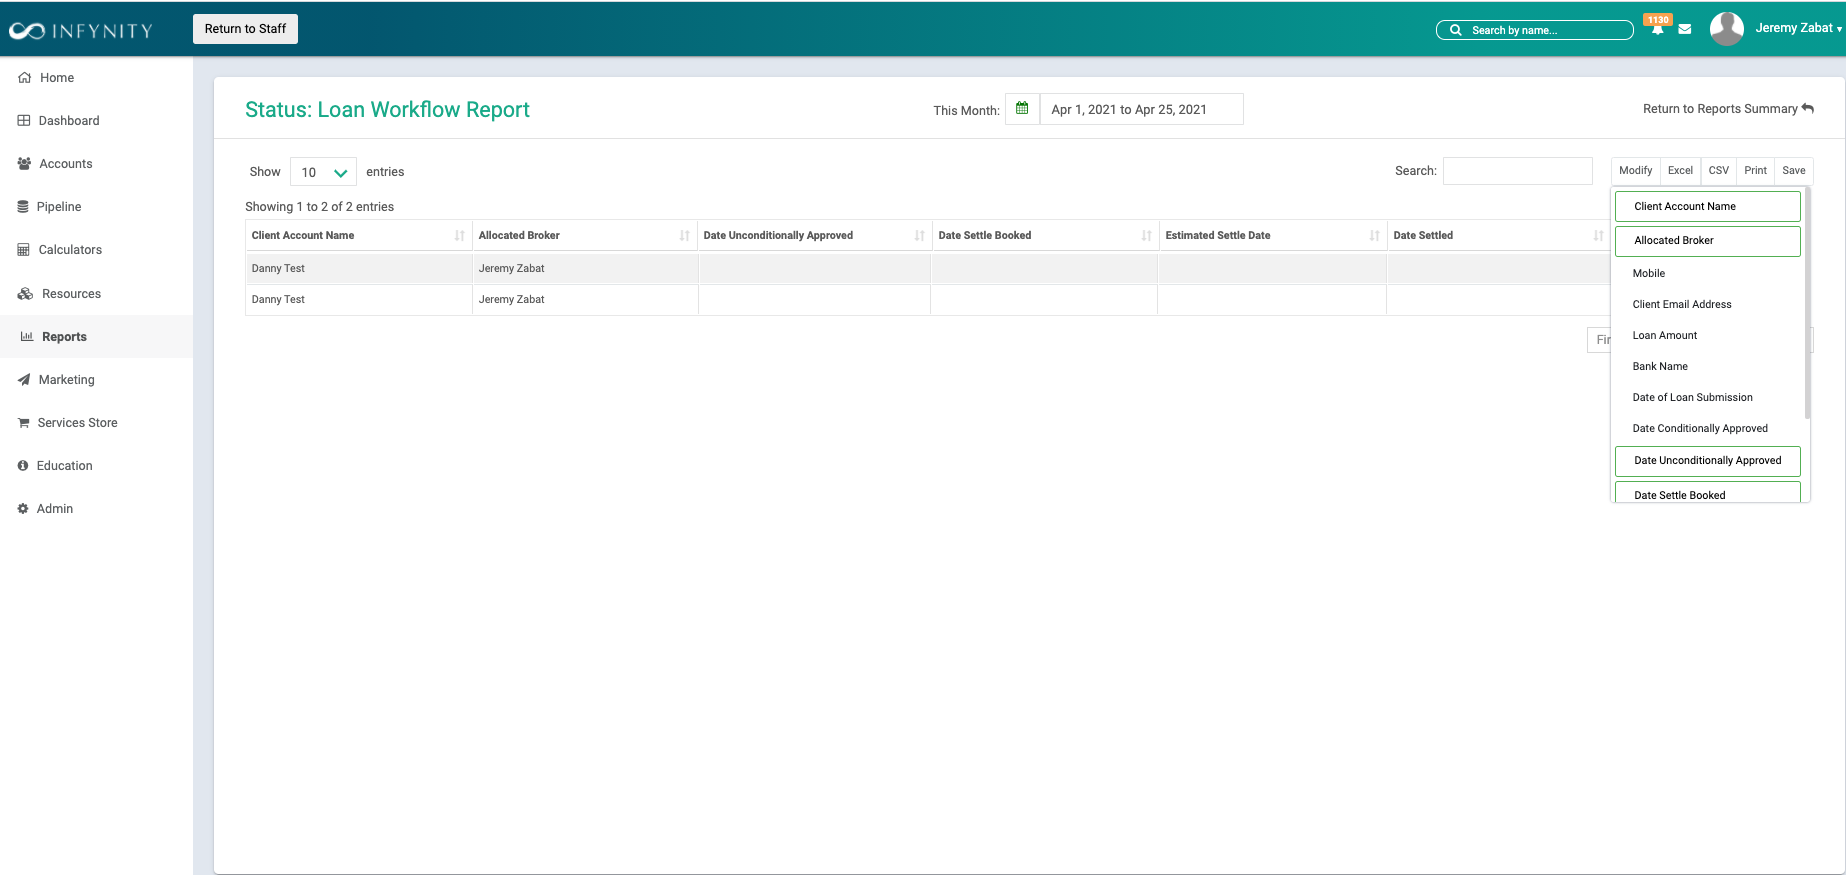 INFYNITY
Return to Staff
Search by name...
1130
Jeremy Zabat
Home
Dashboard
Accounts
Pipeline
Calculators
Resources
Reports
Marketing
Services Store
Education
Admin
Status: Loan Workflow Report
This Month: Apr 1, 2021 to Apr 25, 2021
Return to Reports Summary
Show 10 entries
Search:
Modify Excel CSV Print Save
Showing 1 to 2 of 2 entries
Client Account Name Allocated Broker Date Unconditionally Approved Date Settle Booked Estimated Settle Date Date Settled
Danny Test Jeremy Zabat
Danny Test Jeremy Zabat
Client Account Name
Allocated Broker
Mobile
Client Email Address
Loan Amount
Bank Name
Date of Loan Submission
Date Conditionally Approved
Date Unconditionally Approved
Date Settle Booked